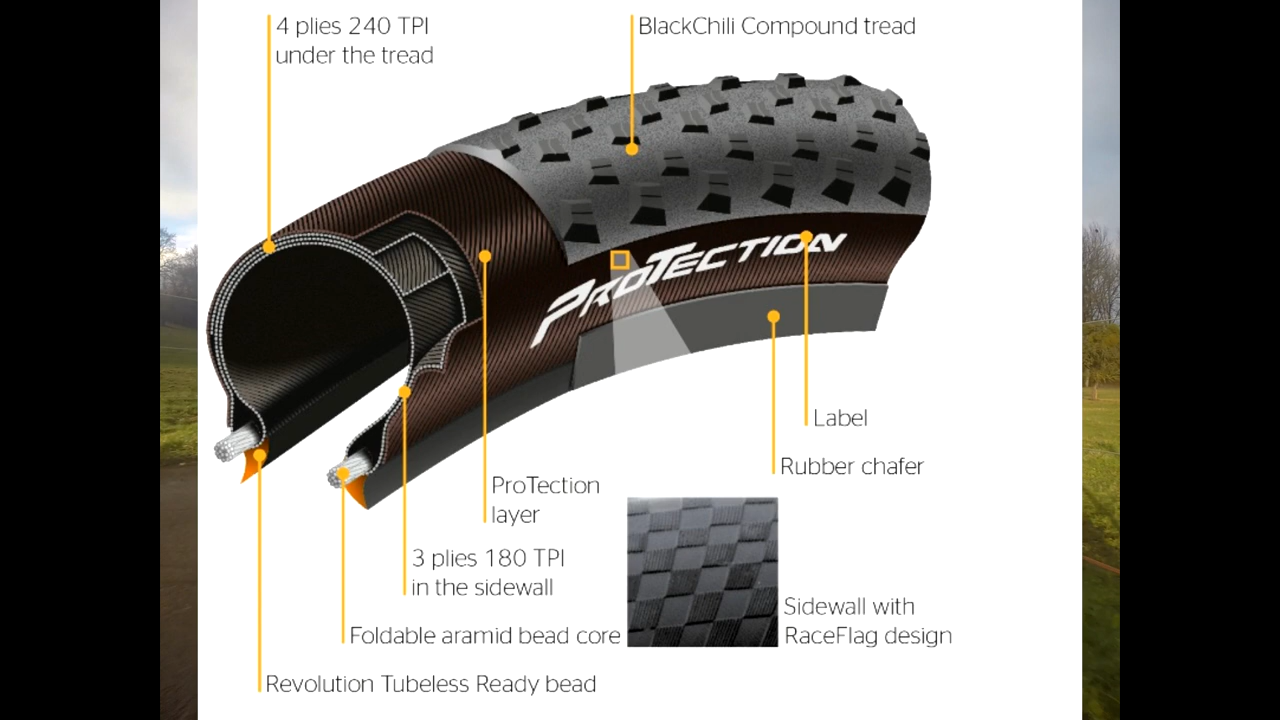 4 plies 240 TPI
under the tread
BlackChili Compound tread
PROTECTION
Label
Rubber chafer
ProTection
layer
3 plies 180 TPI
in the sidewall
Foldable aramid bead core
Sidewall with
RaceFlag design
Revolution Tubeless Ready bead